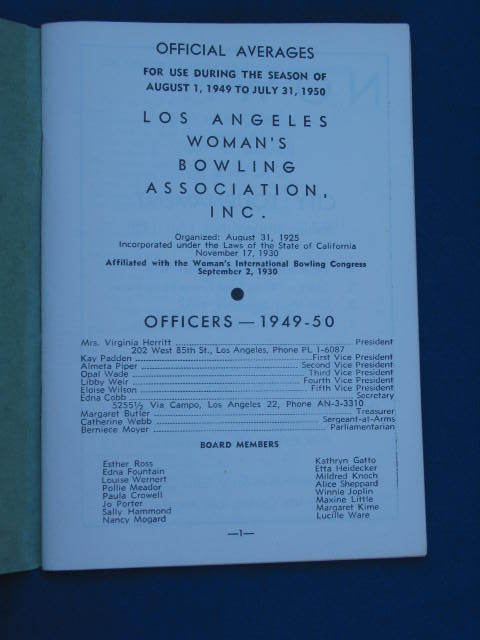 OFFICIAL AVERAGES
FOR USE DURING THE SEASON OF
AUGUST 1, 1949 TO JULY 31, 1950
LOS ANGELES
WOMAN'S
BOWLING
ASSOCIATION,
INC.
Organized: August 31, 1925
Incorporated under the Laws of the State of California
November 17, 1930
Affiliated with the Woman's International Bowling Congress
September 2, 1930
OFFICERS — 1949-50
Mrs. Virginia Herritt President
202 West 85th St., Los Angeles, Phone PL 1-6087
Kay Padden First Vice President
Almeta Piper Second Vice President
Opal Wade Third Vice President
Libby Weir Fourth Vice President
Eloise Wilson Fifth Vice President
Edna Cobb Secretary
5255½ Via Campo, Los Angeles 22, Phone AN-3-3310
Margaret Butler Treasurer
Catherine Webb Sergeant-at-Arms
Berniece Moyer Parliamentarian
BOARD MEMBERS
Esther Ross
Edna Fountain
Louise Wernert
Pollie Meador
Paula Crowell
Jo Porter
Sally Hammond
Nancy Mogard
Kathryn Gatto
Etta Heidecker
Mildred Knoch
Alice Sheppard
Winnie Joplin
Maxine Little
Margaret Kime
Lucille Ware
—1—